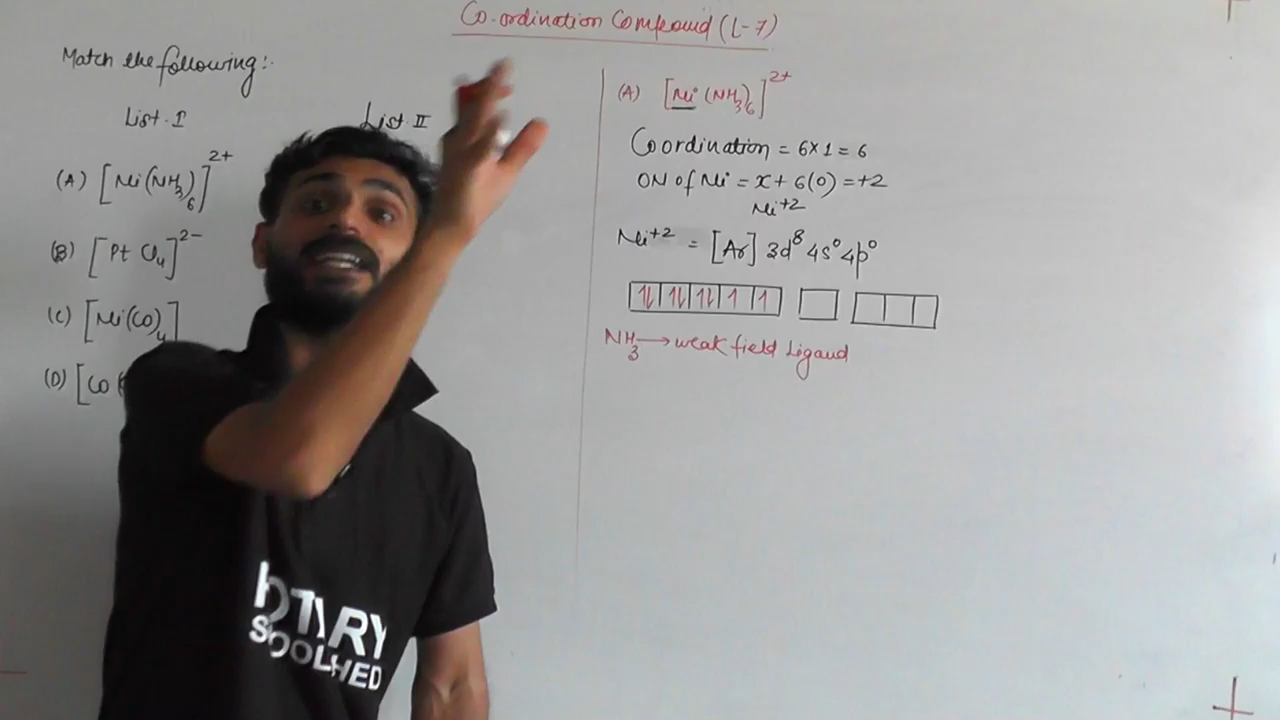 Co-ordination Compound (L-7)
Match the following:-
List-I
List-II
(A) [Ni(NH3)6]2+
(B) [Pt Cl4]2-
(C) [Ni(CO)4]
(D) [Co
(A) [Ni(NH3)6]2+
Coordination = 6×1 = 6
ON of Ni = x + 6(0) = +2
Ni+2
Ni+2 = [Ar] 3d8 4s0 4p0
⥮ ⥮ ⥮ 1 1
NH3 → weak field Ligand